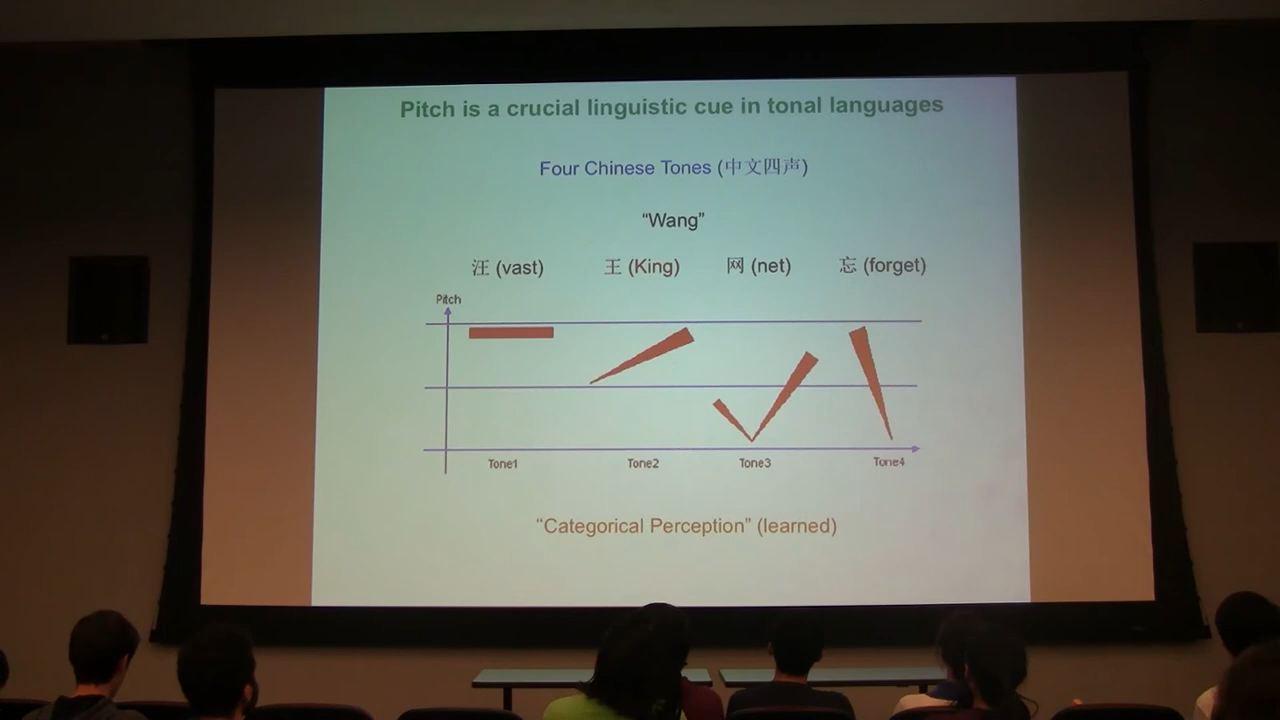 Pitch is a crucial linguistic cue in tonal languages
Four Chinese Tones (中文四声)
“Wang”
汪 (vast) 王 (King) 网 (net) 忘 (forget)
Pitch
Tone1 Tone2 Tone3 Tone4
“Categorical Perception” (learned)